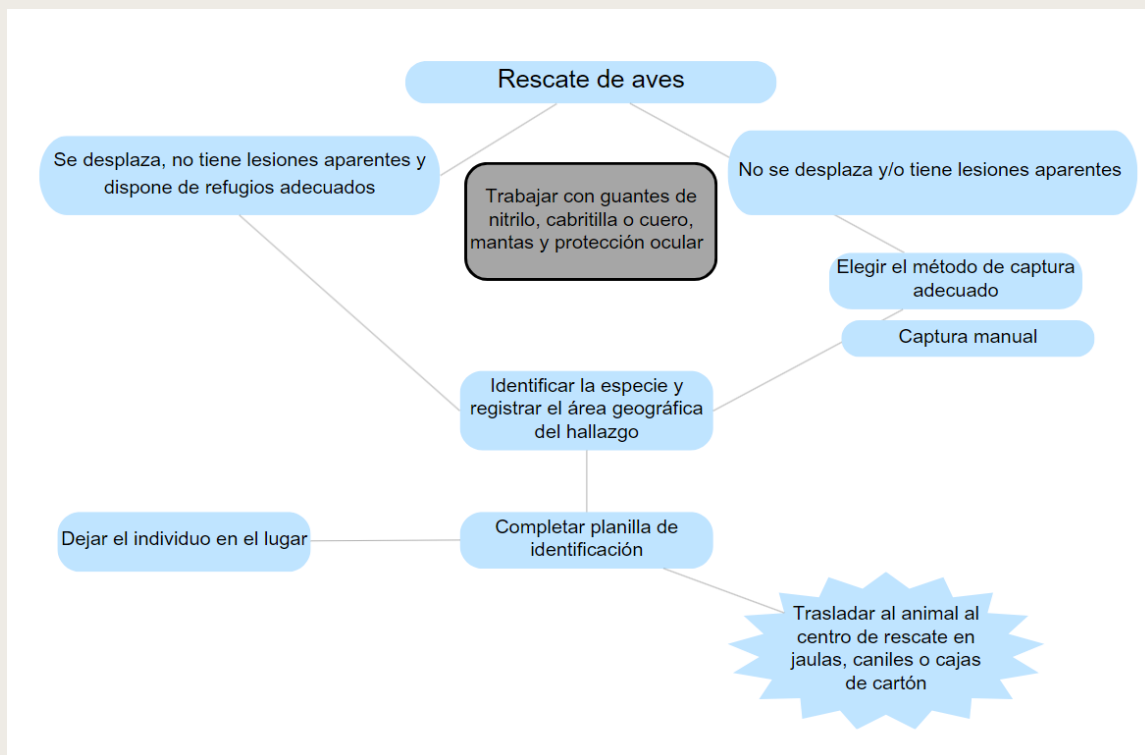 Rescate de aves
Se desplaza, no tiene lesiones aparentes y
dispone de refugios adecuados
Trabajar con guantes de
nitrilo, cabritilla o cuero,
mantas y protección ocular
No se desplaza y/o tiene lesiones aparentes
Elegir el método de captura
adecuado
Captura manual
Identificar la especie y
registrar el área geográfica
del hallazgo
Dejar el individuo en el lugar
Completar planilla de
identificación
Trasladar al animal al
centro de rescate en
jaulas, caniles o cajas
de cartón